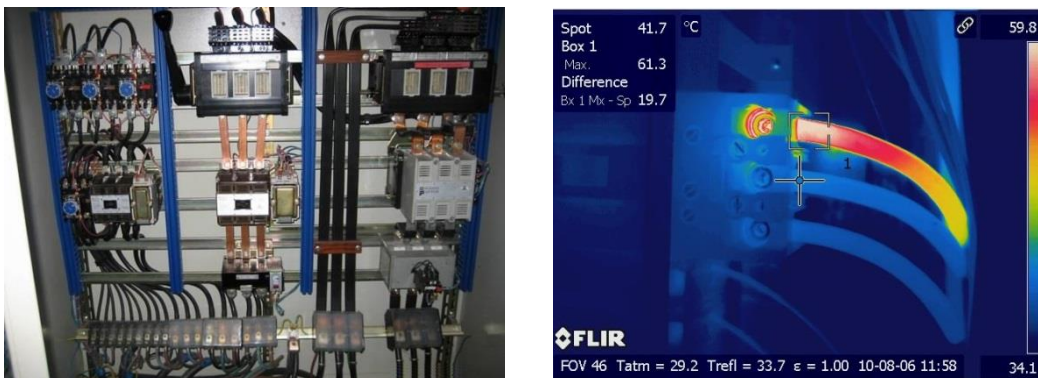 Spot 41.7 °C
Box 1
Max. 61.3
Difference
Bx 1 Mx - Sp 19.7
59.8
1
FLIR
FOV 46 Tatm = 29.2 Trefl = 33.7 ε = 1.00 10-08-06 11:58
34.1